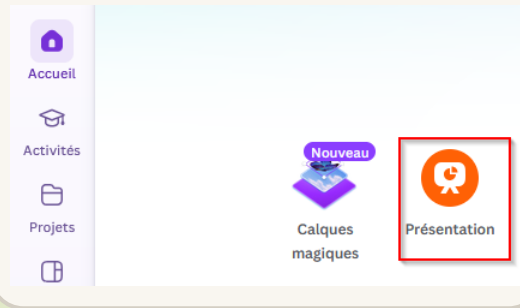 Accueil
Activités
Projets
Nouveau
Calques
magiques
Présentation